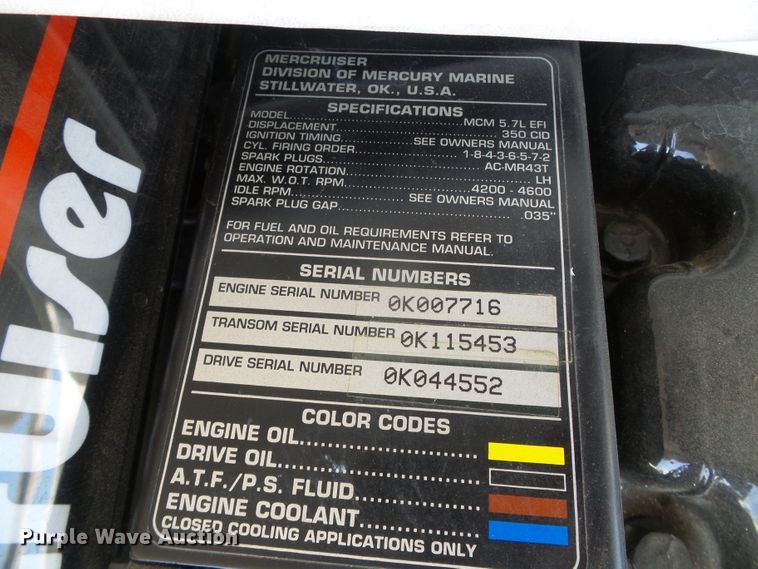 MERCRUISER
DIVISION OF MERCURY MARINE
STILLWATER, OK., U.S.A.
SPECIFICATIONS
MODEL MCM 5.7L EFI
DISPLACEMENT 350 CID
IGNITION TIMING SEE OWNERS MANUAL
CYL. FIRING ORDER 1-8-4-3-6-5-7-2
SPARK PLUGS AC-MR43T
ENGINE ROTATION LH
MAX. W.O.T. RPM 4200 - 4600
IDLE RPM SEE OWNERS MANUAL
SPARK PLUG GAP .035"
FOR FUEL AND OIL REQUIREMENTS REFER TO
OPERATION AND MAINTENANCE MANUAL.
SERIAL NUMBERS
ENGINE SERIAL NUMBER 0K007716
TRANSOM SERIAL NUMBER 0K115453
DRIVE SERIAL NUMBER 0K044552
COLOR CODES
ENGINE OIL
DRIVE OIL
A.T.F./P.S. FLUID
ENGINE COOLANT
CLOSED COOLING APPLICATIONS ONLY
ruiser
Purple Wave Auction